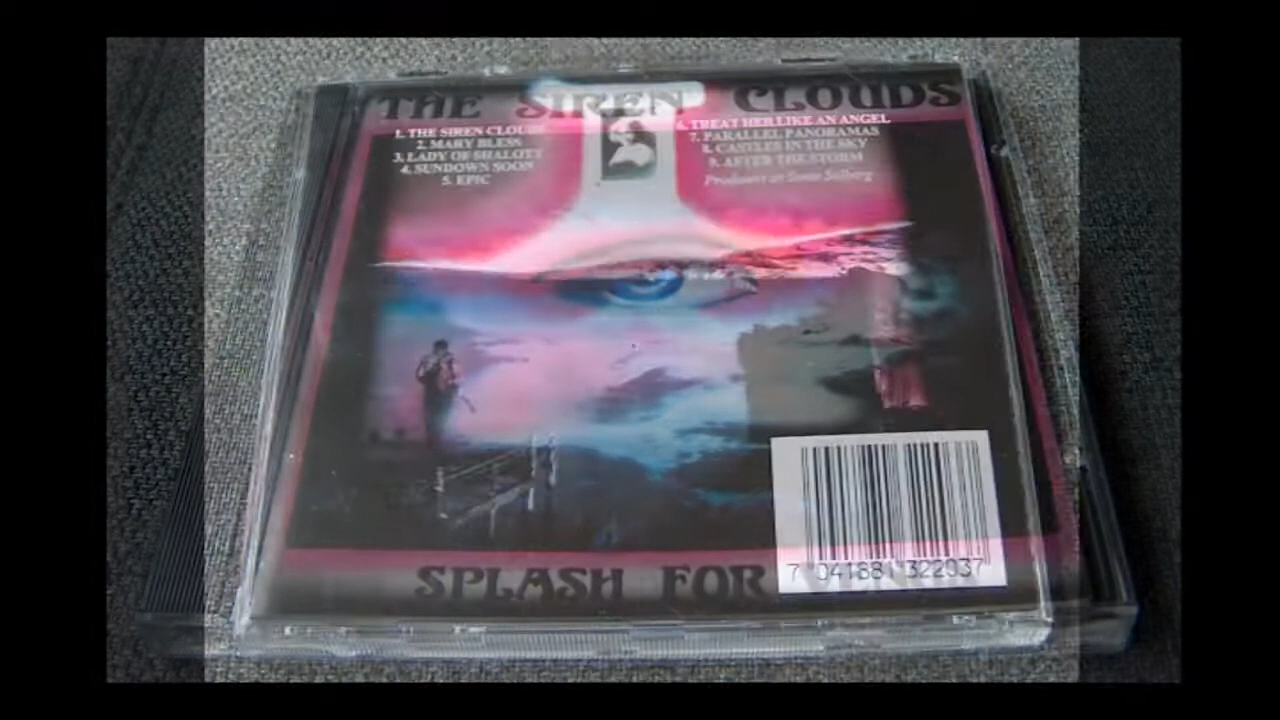 THE SIREN CLOUDS
S
1. THE SIREN CLOUDS
2. MARY BLESS
3. LADY OF SHALOTT
4. SUNDOWN SOON
5. EPIC
6. TREAT HER LIKE AN ANGEL
7. PARALLEL PANORAMAS
8. CASTLES IN THE SKY
9. AFTER THE STORM
Producer
SPLASH FOR
7 041881 322937